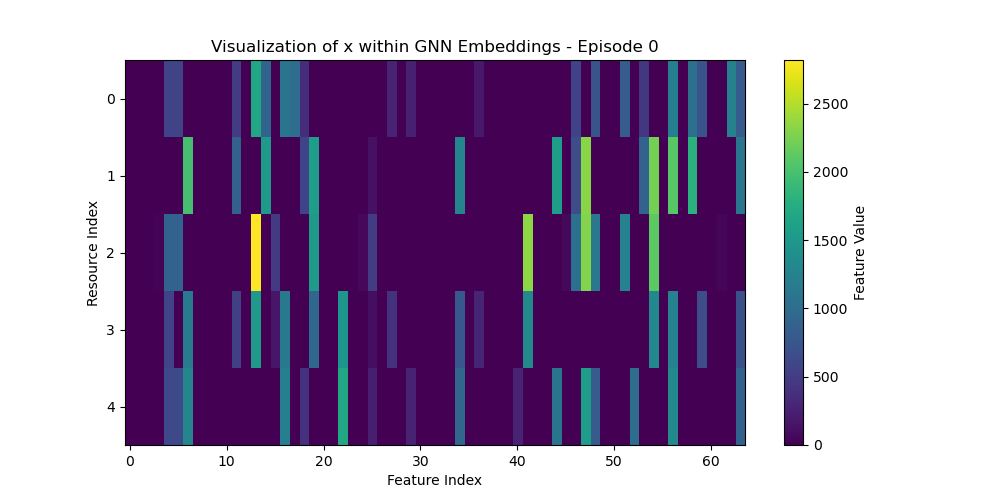 Visualization of x within GNN Embeddings - Episode 0
Resource Index
0
1
2
3
4
0 10 20 30 40 50 60
Feature Index
2500
2000
1500
1000
500
0
Feature Value